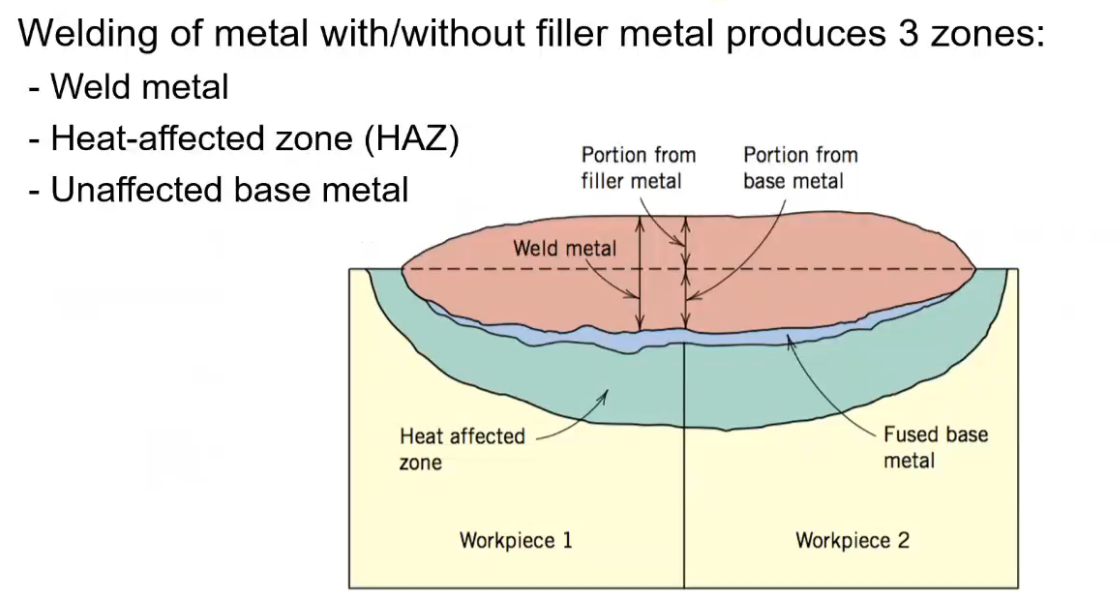 Welding of metal with/without filler metal produces 3 zones:
- Weld metal
- Heat-affected zone (HAZ)
- Unaffected base metal
Portion from
filler metal
Portion from
base metal
Weld metal
Heat affected
zone
Fused base
metal
Workpiece 1
Workpiece 2